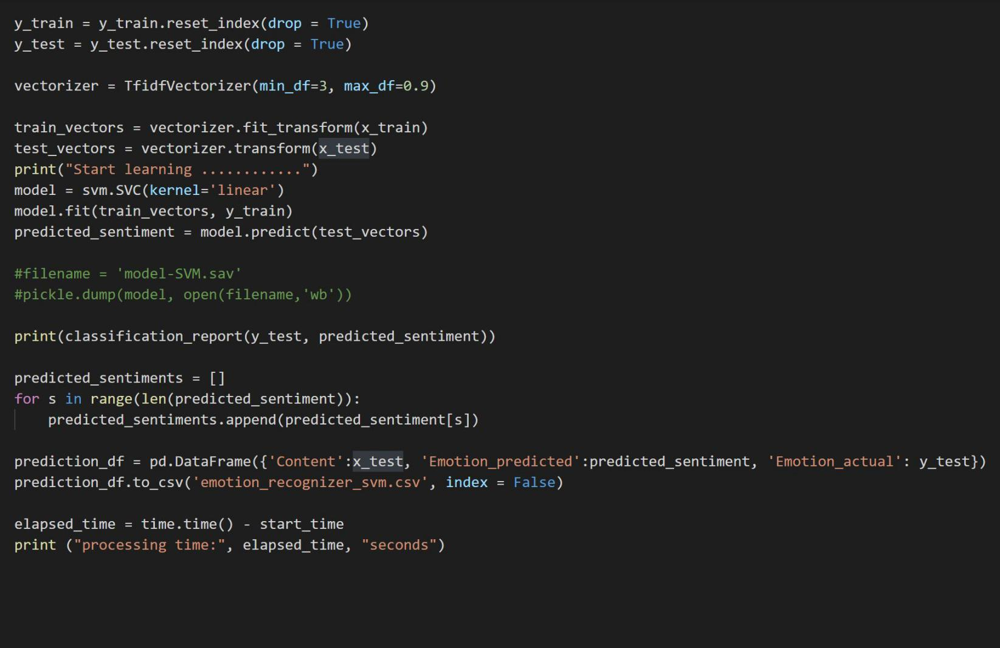 y_train = y_train.reset_index(drop = True)
y_test = y_test.reset_index(drop = True)
vectorizer = TfidfVectorizer(min_df=3, max_df=0.9)
train_vectors = vectorizer.fit_transform(x_train)
test_vectors = vectorizer.transform(x_test)
print("Start learning ............")
model = svm.SVC(kernel='linear')
model.fit(train_vectors, y_train)
predicted_sentiment = model.predict(test_vectors)
#filename = 'model-SVM.sav'
#pickle.dump(model, open(filename,'wb'))
print(classification_report(y_test, predicted_sentiment))
predicted_sentiments = []
for s in range(len(predicted_sentiment)):
    predicted_sentiments.append(predicted_sentiment[s])
prediction_df = pd.DataFrame({'Content':x_test, 'Emotion_predicted':predicted_sentiment, 'Emotion_actual': y_test})
prediction_df.to_csv('emotion_recognizer_svm.csv', index = False)
elapsed_time = time.time() - start_time
print ("processing time:", elapsed_time, "seconds")